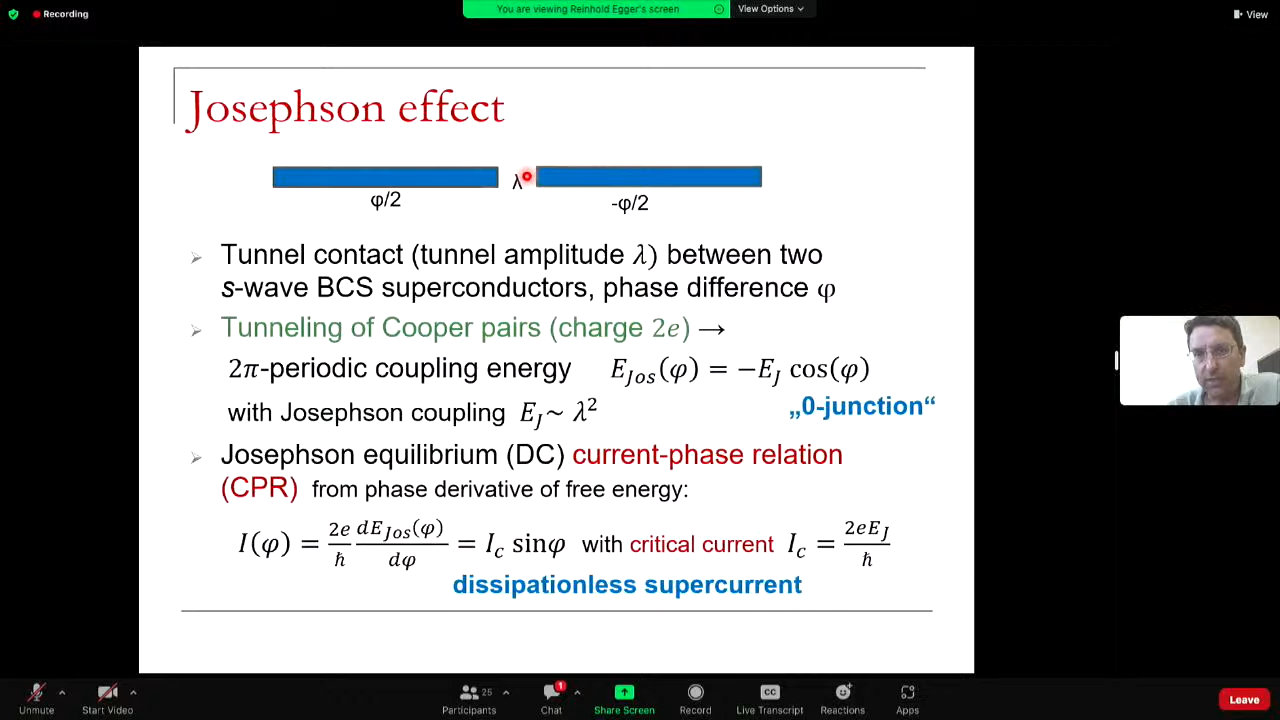 Recording
You are viewing Reinhold Egger's screen
View Options
View
Josephson effect
λ
φ/2
-φ/2
Tunnel contact (tunnel amplitude λ) between two
s-wave BCS superconductors, phase difference φ
Tunneling of Cooper pairs (charge 2e) →
2π-periodic coupling energy E_Jos(φ) = −E_J cos(φ)
with Josephson coupling E_J~ λ²
„0-junction“
Josephson equilibrium (DC) current-phase relation
(CPR) from phase derivative of free energy:
I(φ) = 2e/ħ dE_Jos(φ)/dφ = I_c sinφ with critical current I_c = 2eE_J/ħ
dissipationless supercurrent
Unmute
Start Video
25
Participants
1
Chat
Share Screen
Record
CC
Live Transcript
Reactions
Apps
Leave